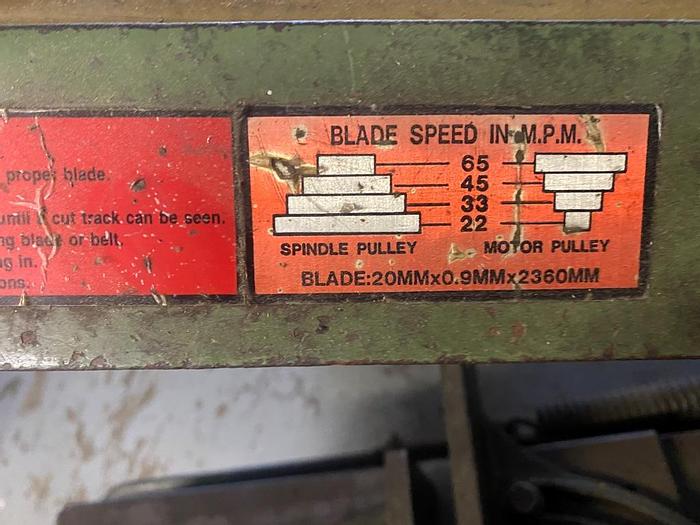 proper blade.
until a cut track can be seen.
ng blade or belt.
ng in.
ons.
BLADE SPEED IN M.P.M.
65
45
33
22
SPINDLE PULLEY MOTOR PULLEY
BLADE:20MMx0.9MMx2360MM